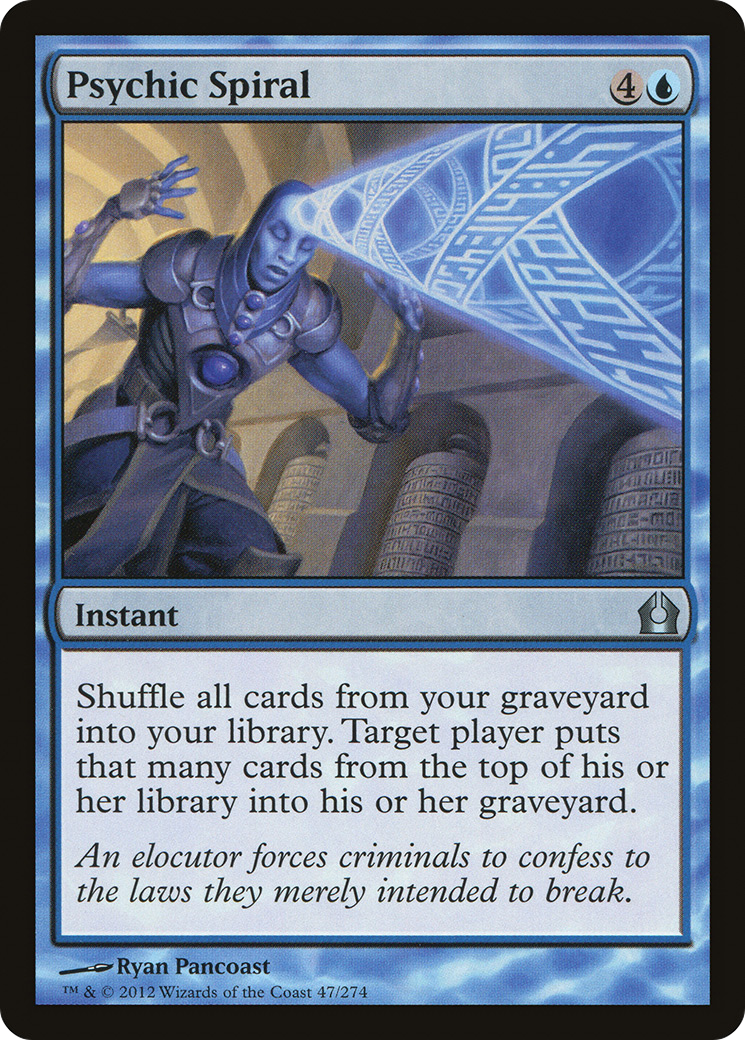 Psychic Spiral 4
Instant
Shuffle all cards from your graveyard
into your library. Target player puts
that many cards from the top of his or
her library into his or her graveyard.
An elocutor forces criminals to confess to
the laws they merely intended to break.
Ryan Pancoast
™ & © 2012 Wizards of the Coast 47/274